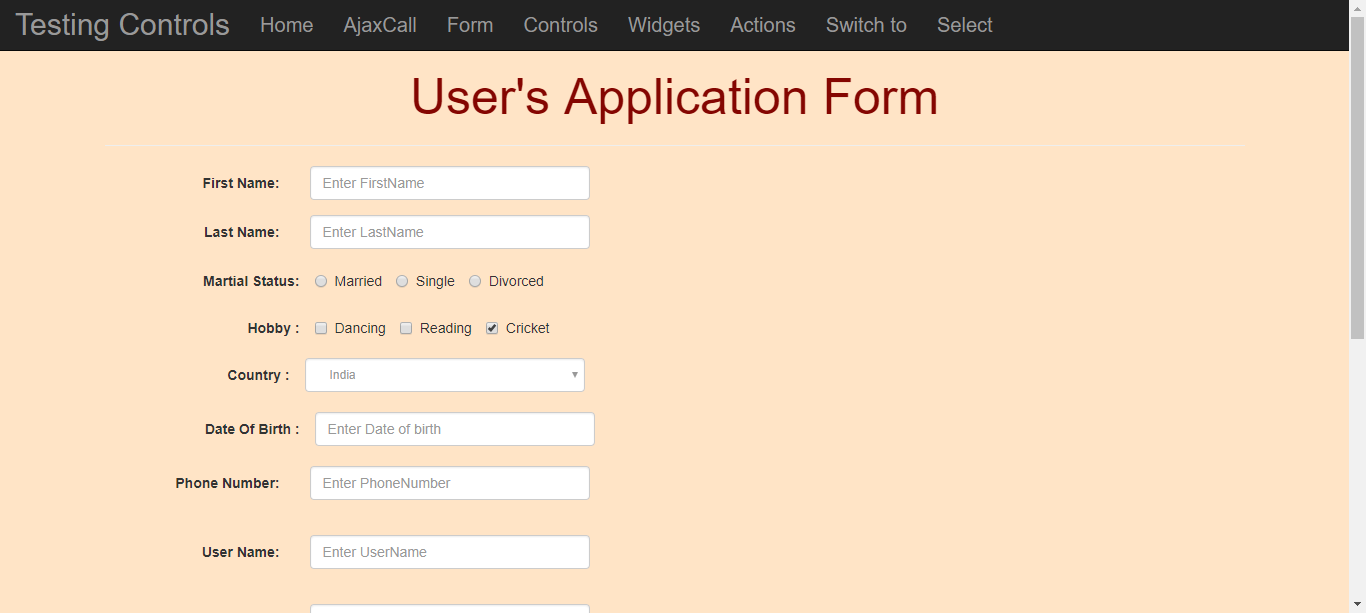 Testing Controls Home AjaxCall Form Controls Widgets Actions Switch to Select
User's Application Form
First Name: Enter FirstName
Last Name: Enter LastName
Martial Status: Married Single Divorced
Hobby : Dancing Reading Cricket
Country : India
Date Of Birth : Enter Date of birth
Phone Number: Enter PhoneNumber
User Name: Enter UserName